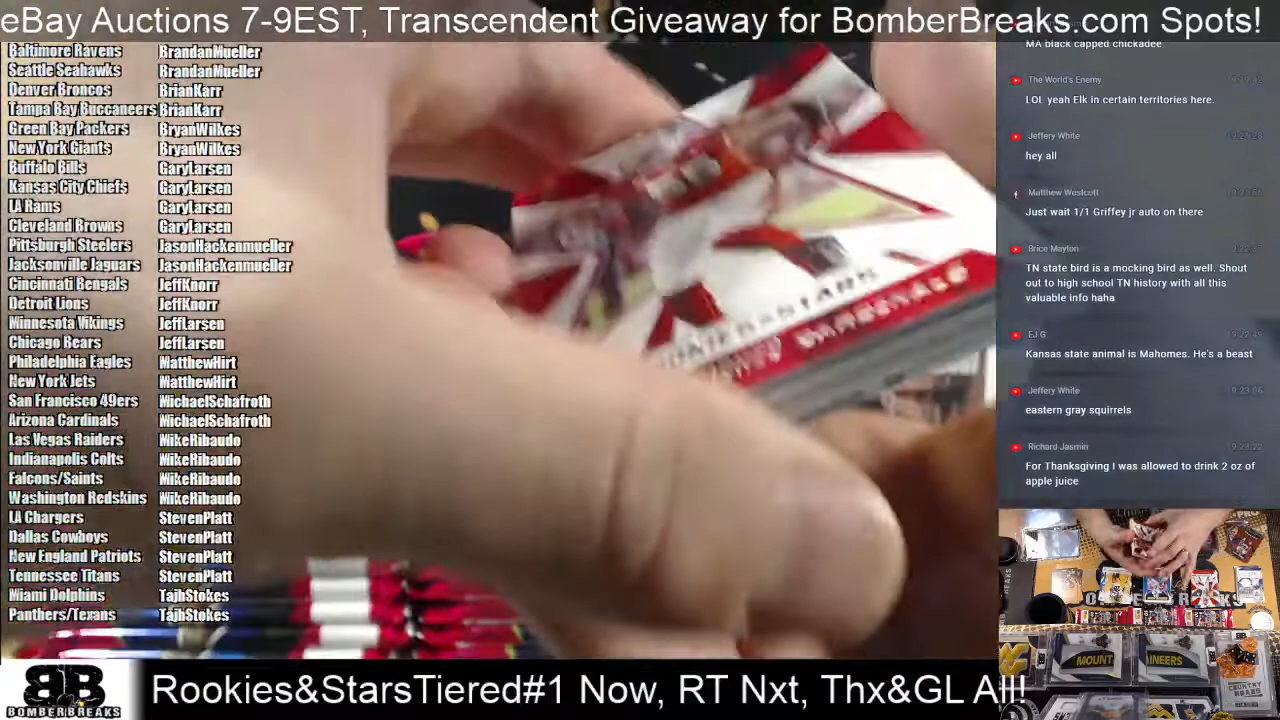 eBay Auctions 7-9EST, Transcendent Giveaway for BomberBreaks.com Spots!
Baltimore Ravens BrandanMueller
Seattle Seahawks BrandanMueller
Denver Broncos BrianKarr
Tampa Bay Buccaneers BrianKarr
Green Bay Packers BryanWilkes
New York Giants BryanWilkes
Buffalo Bills GaryLarsen
Kansas City Chiefs GaryLarsen
LA Rams GaryLarsen
Cleveland Browns GaryLarsen
Pittsburgh Steelers JasonHackenmueller
Jacksonville Jaguars JasonHackenmueller
Cincinnati Bengals JeffKnorr
Detroit Lions JeffKnorr
Minnesota Vikings JeffLarsen
Chicago Bears JeffLarsen
Philadelphia Eagles MatthewHirt
New York Jets MatthewHirt
San Francisco 49ers MichaelSchafroth
Arizona Cardinals MichaelSchafroth
Las Vegas Raiders MikeRibaudo
Indianapolis Colts MikeRibaudo
Falcons/Saints MikeRibaudo
Washington Redskins MikeRibaudo
LA Chargers StevenPlatt
Dallas Cowboys StevenPlatt
New England Patriots StevenPlatt
Tennessee Titans StevenPlatt
Miami Dolphins TajhStokes
Panthers/Texans TajhStokes
CARDINALS
MA black capped chickadee
The World's Enemy
LOL yeah Elk in certain territories here.
Jeffery White
hey all
Matthew Westcott
Just wait 1/1 Griffey jr auto on there
Brice Mayton
TN state bird is a mocking bird as well. Shout
out to high school TN history with all this
valuable info haha
EJ G
Kansas state animal is Mahomes. He's a beast
Jeffery White
eastern gray squirrels
Richard Jasmin
For Thanksgiving I was allowed to drink 2 oz of
apple juice
MOUNT AINEERS
COUNTRY
ROADS
BB
BOMBERBREAKS
Rookies&StarsTiered#1 Now, RT Nxt, Thx&GL All!